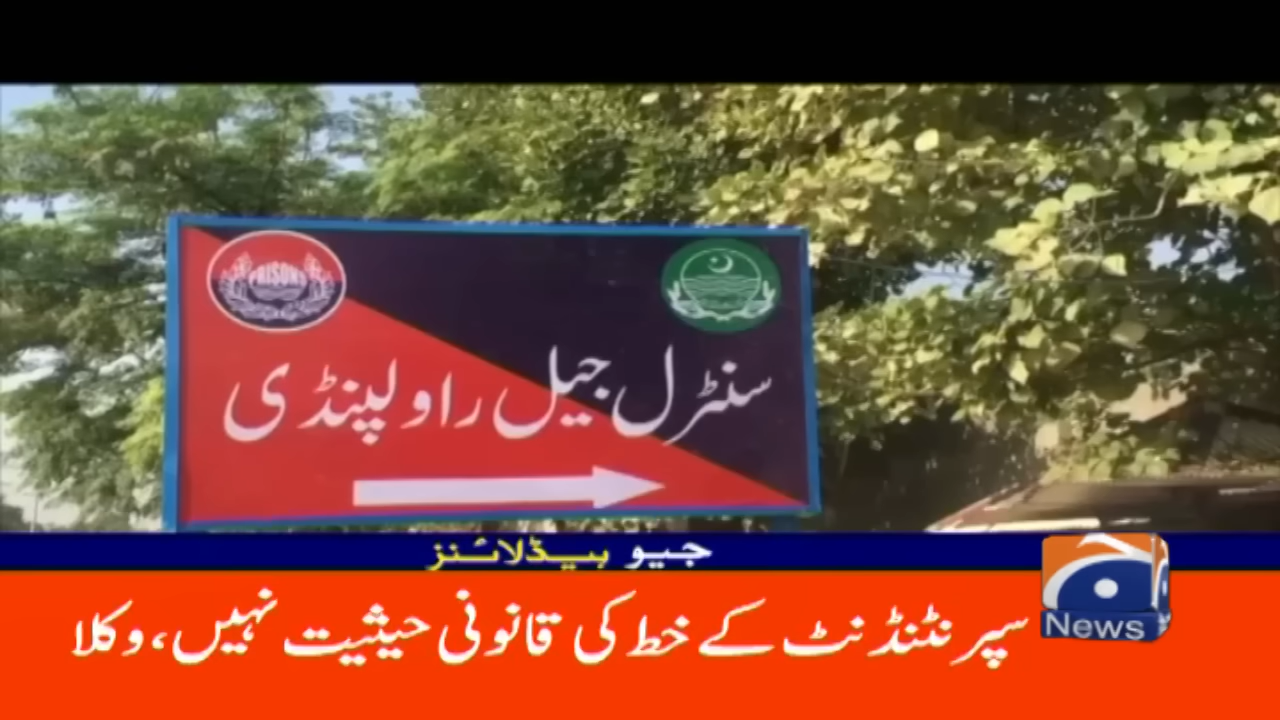 PRISONS
سنٹرل جیل راولپنڈی
جیو ہیڈلائنز
News
سپرنٹنڈنٹ کے خط کی قانونی حیثیت نہیں، وکلا